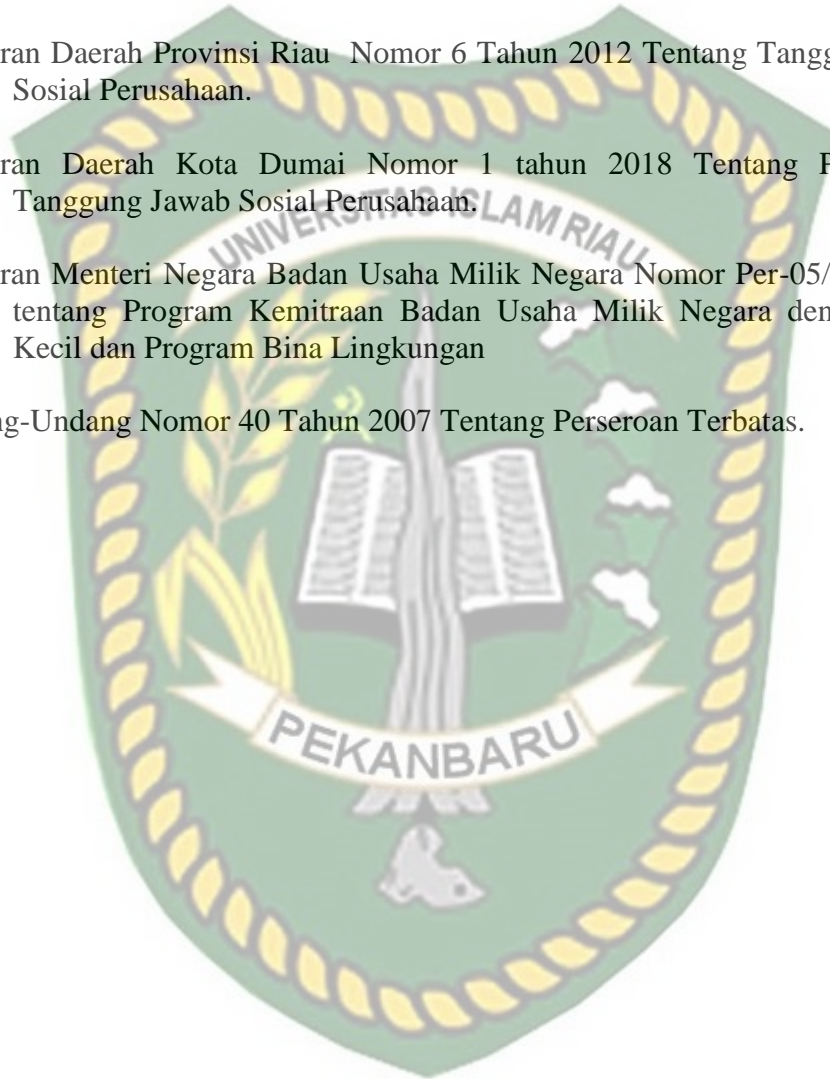 ran Daerah Provinsi Riau Nomor 6 Tahun 2012 Tentang Tangg
Sosial Perusahaan.
ran Daerah Kota Dumai Nomor 1 tahun 2018 Tentang P
Tanggung Jawab Sosial Perusahaan.
UNIVERSITAS ISLAM RIAU
ran Menteri Negara Badan Usaha Milik Negara Nomor Per-05/
tentang Program Kemitraan Badan Usaha Milik Negara den
Kecil dan Program Bina Lingkungan
ng-Undang Nomor 40 Tahun 2007 Tentang Perseroan Terbatas.
PEKANBARU